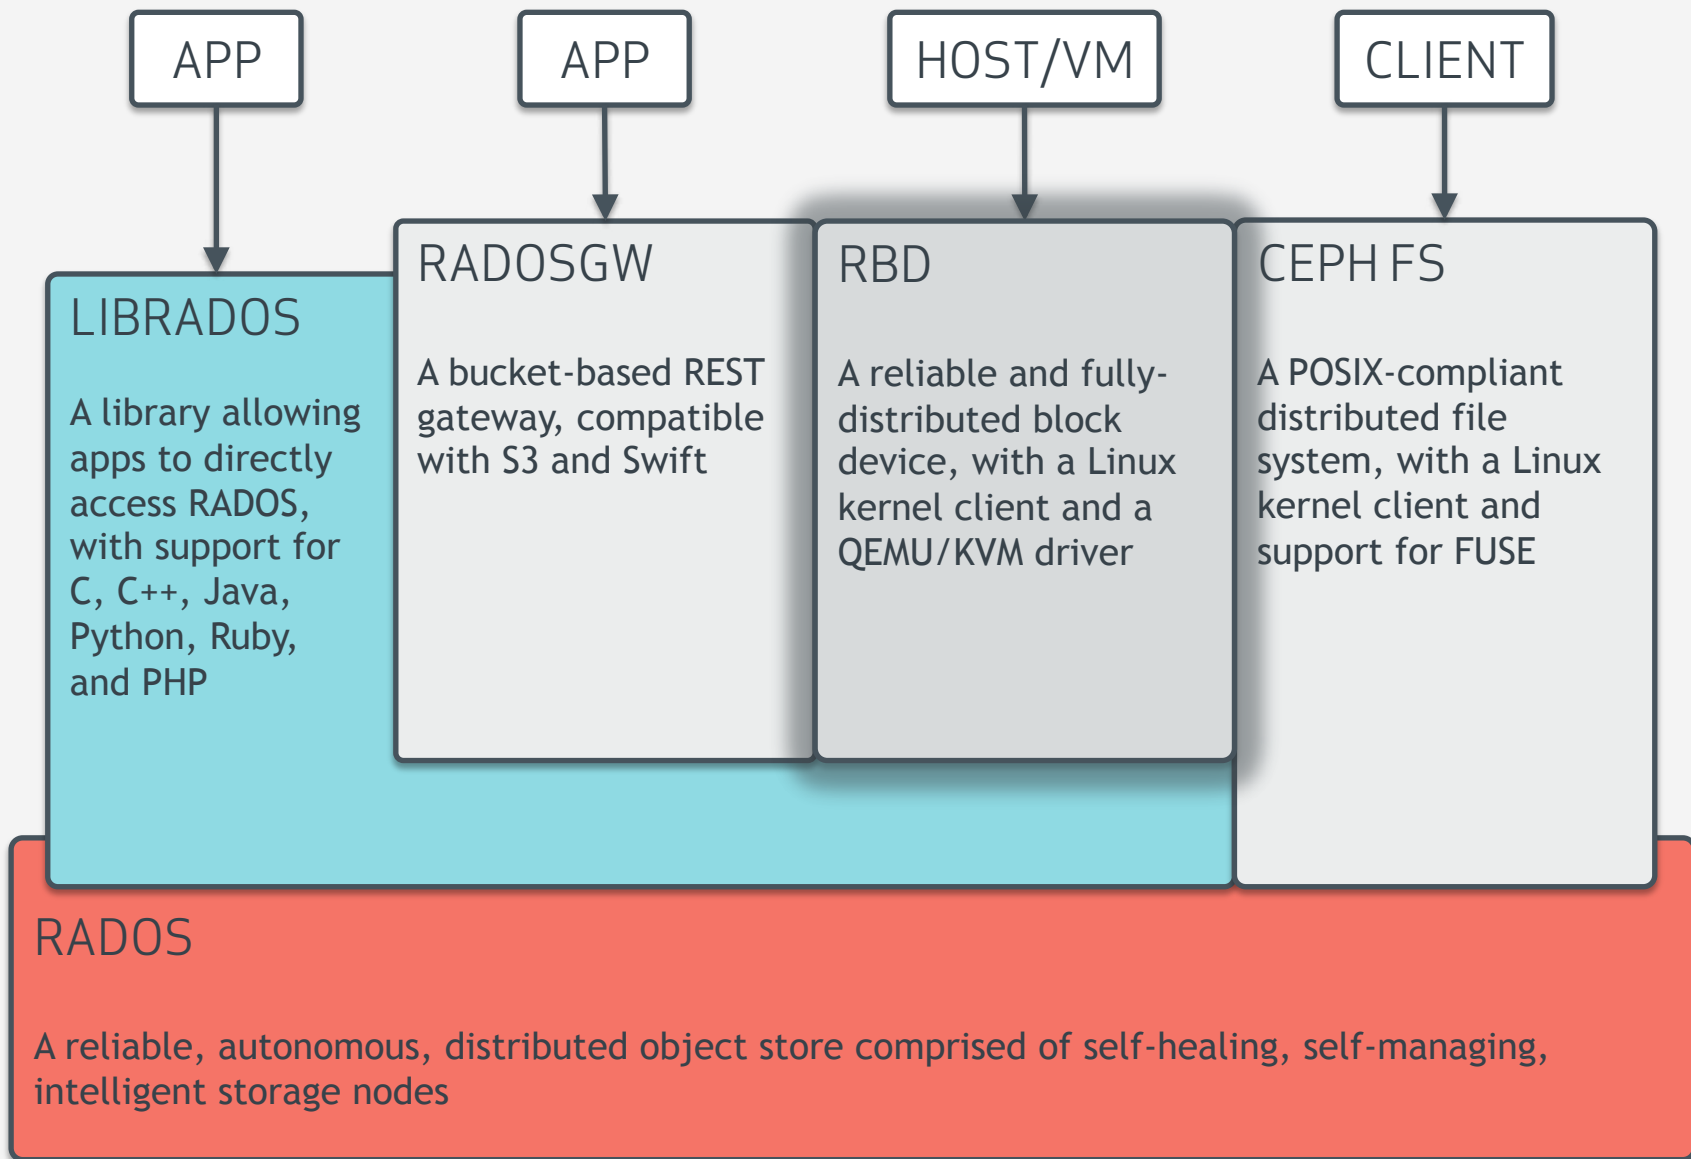 APP
APP
HOST/VM
CLIENT
LIBRADOS
A library allowing
apps to directly
access RADOS,
with support for
C, C++, Java,
Python, Ruby,
and PHP
RADOSGW
A bucket-based REST
gateway, compatible
with S3 and Swift
RBD
A reliable and fully-
distributed block
device, with a Linux
kernel client and a
QEMU/KVM driver
CEPH FS
A POSIX-compliant
distributed file
system, with a Linux
kernel client and
support for FUSE
RADOS
A reliable, autonomous, distributed object store comprised of self-healing, self-managing,
intelligent storage nodes